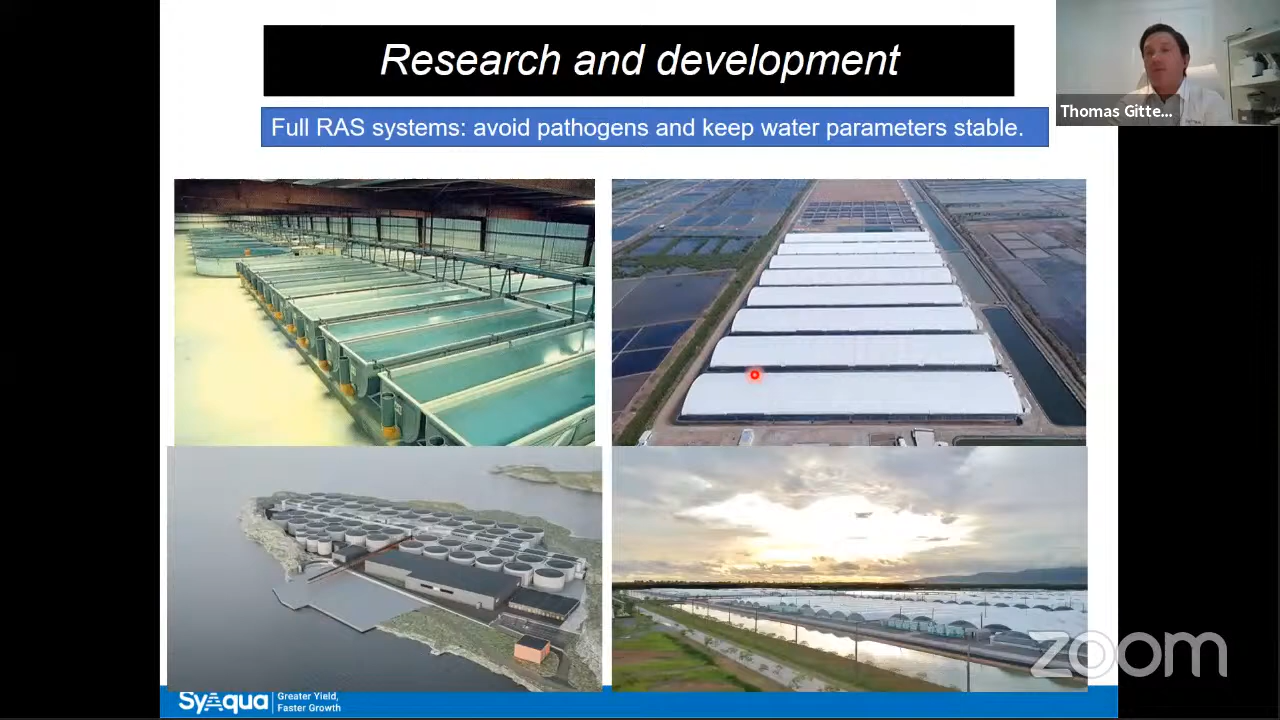 Research and development
Full RAS systems: avoid pathogens and keep water parameters stable.
Thomas Gitte...
SyAqua
Greater Yield,
Faster Growth
zoom